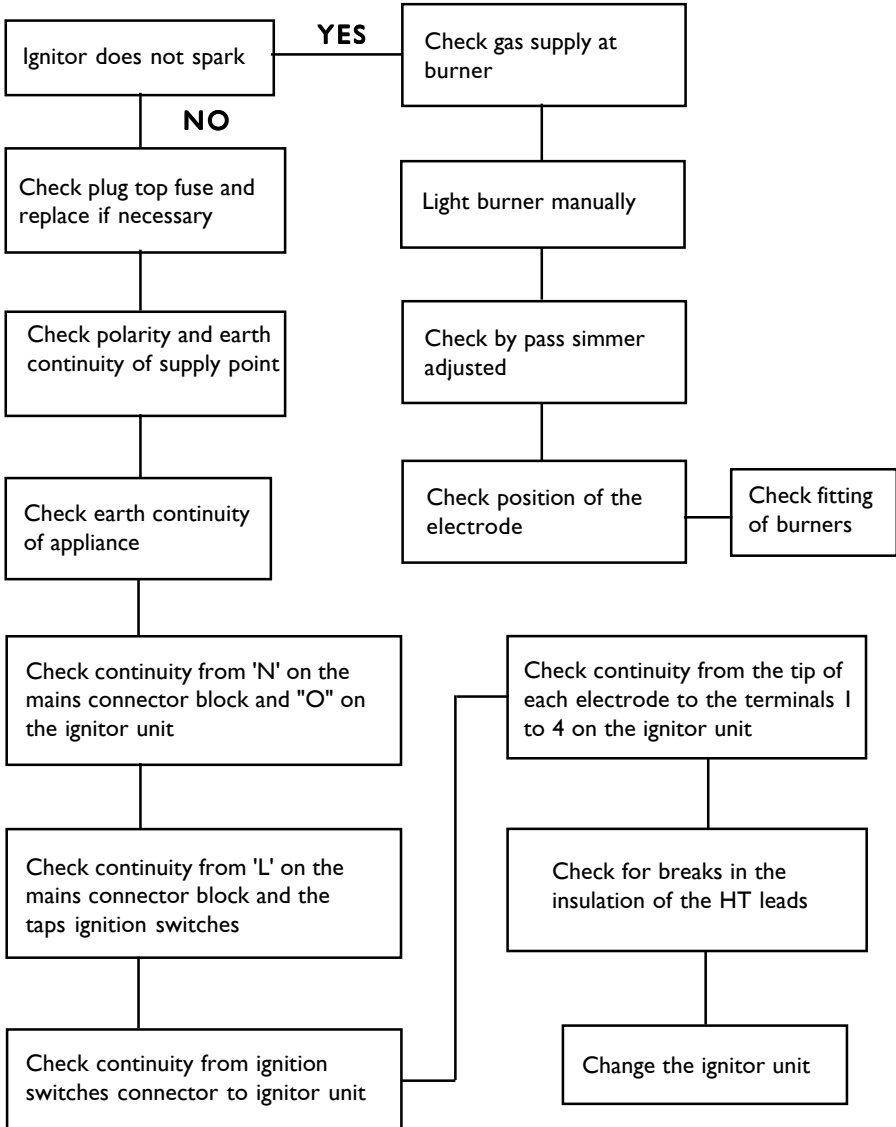 Ignitor does not spark
YES
Check gas supply at
burner
NO
Check plug top fuse and
replace if necessary
Light burner manually
Check polarity and earth
continuity of supply point
Check by pass simmer
adjusted
Check earth continuity
of appliance
Check position of the
electrode
Check fitting
of burners
Check continuity from 'N' on the
mains connector block and "O" on
the ignitor unit
Check continuity from 'L' on the
mains connector block and the
taps ignition switches
Check continuity from ignition
switches connector to ignitor unit
Check continuity from the tip of
each electrode to the terminals 1
to 4 on the ignitor unit
Check for breaks in the
insulation of the HT leads
Change the ignitor unit